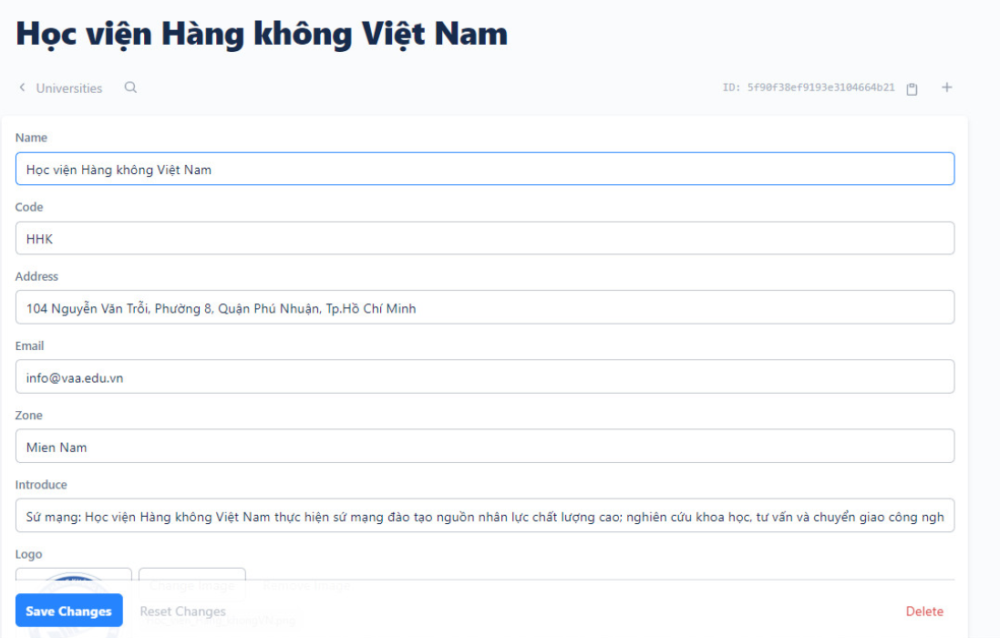 Học viện Hàng không Việt Nam
Universities
ID: 5f90f38ef9193e3104664b21
Name
Học viện Hàng không Việt Nam
Code
HHK
Address
104 Nguyễn Văn Trỗi, Phường 8, Quận Phú Nhuận, Tp.Hồ Chí Minh
Email
info@vaa.edu.vn
Zone
Mien Nam
Introduce
Sứ mạng: Học viện Hàng không Việt Nam thực hiện sứ mạng đào tạo nguồn nhân lực chất lượng cao; nghiên cứu khoa học, tư vấn và chuyển giao công ngh
Logo
Change Image Remove Image
Save Changes Reset Changes Delete